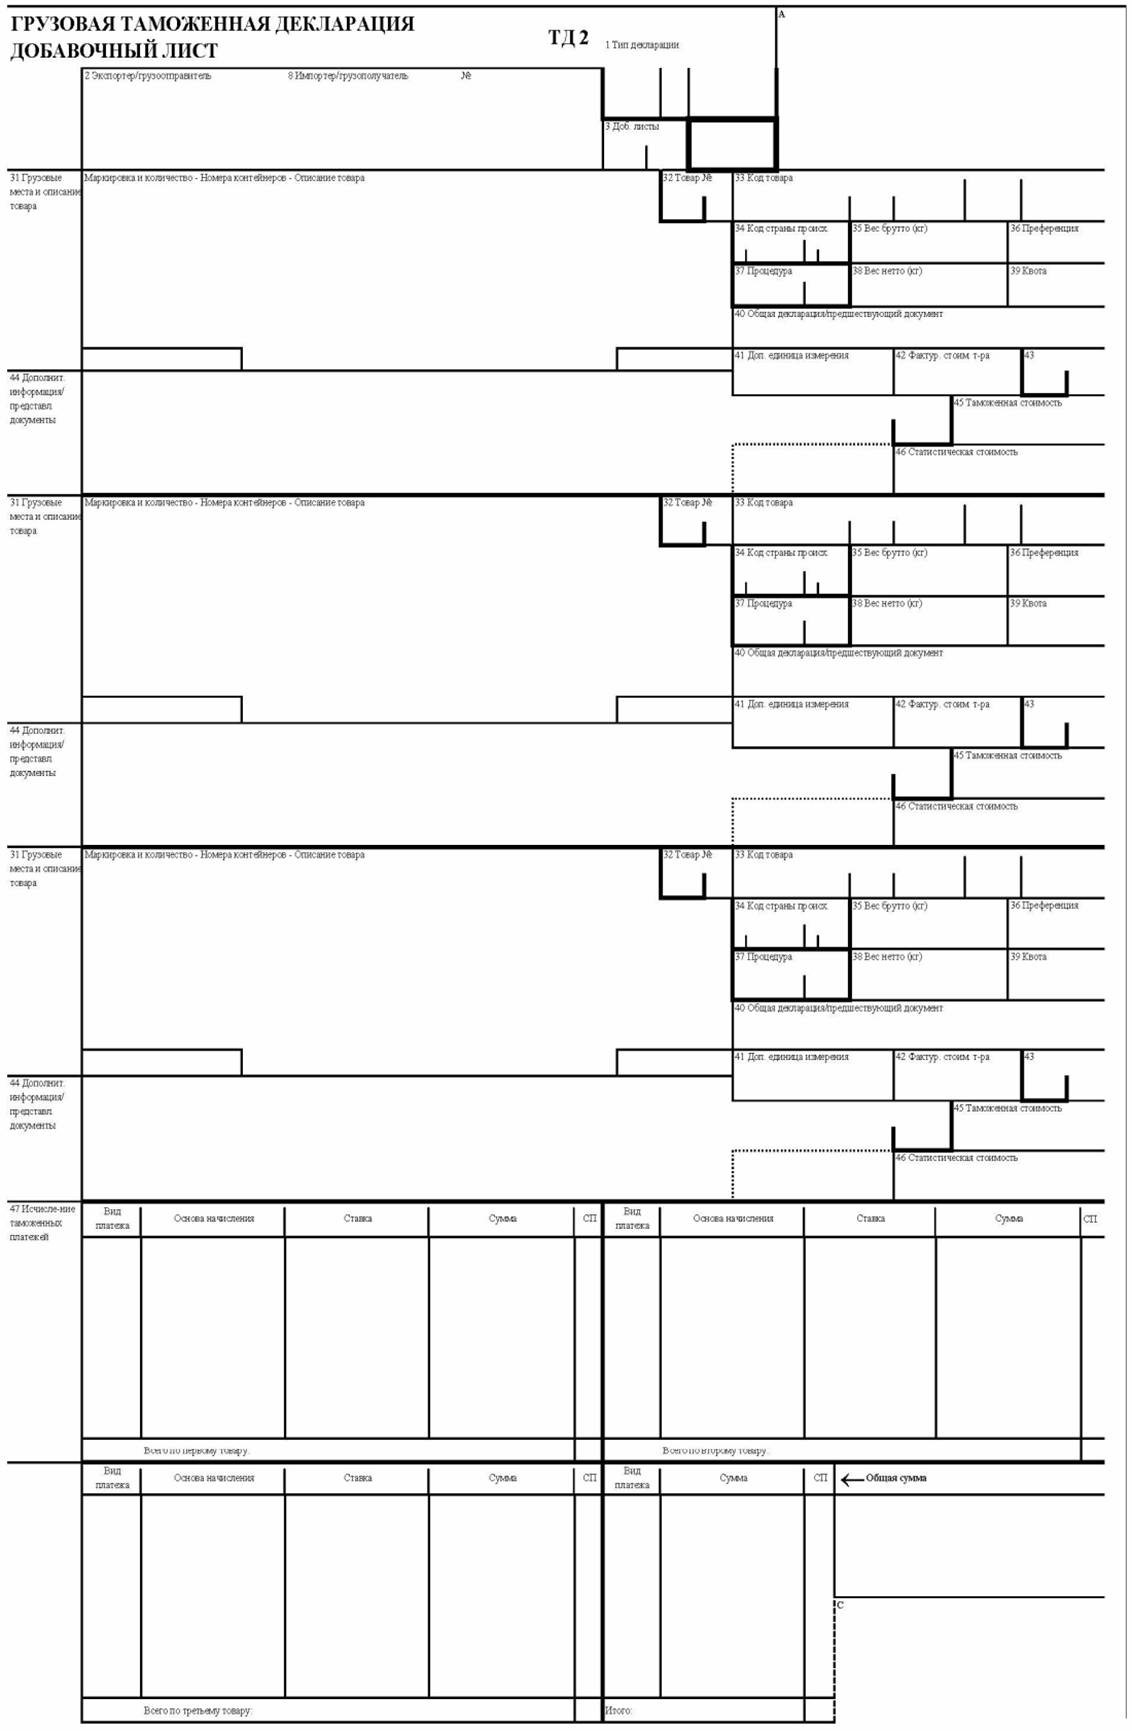 ГРУЗОВАЯ ТАМОЖЕННАЯ ДЕКЛАРАЦИЯ
ДОБАВОЧНЫЙ ЛИСТ
ТД 2
1 Тип декларации
А
2 Экспортер/грузоотправитель 8 Импортер/грузополучатель №
3 Доб. листы
31 Грузовые
места и описание
товара
Маркировка и количество - Номера контейнеров - Описание товара
32 Товар №
33 Код товара
34 Код страны происх.
35 Вес брутто (кг)
36 Преференция
37 Процедура
38 Вес нетто (кг)
39 Квота
40 Общая декларация/предшествующий документ
41 Доп. единица измерения
42 Фактур. стоим. т-ра
43
44 Дополнит.
информация/
представл.
документы
45 Таможенная стоимость
46 Статистическая стоимость
31 Грузовые
места и описание
товара
Маркировка и количество - Номера контейнеров - Описание товара
32 Товар №
33 Код товара
34 Код страны происх.
35 Вес брутто (кг)
36 Преференция
37 Процедура
38 Вес нетто (кг)
39 Квота
40 Общая декларация/предшествующий документ
41 Доп. единица измерения
42 Фактур. стоим. т-ра
43
44 Дополнит.
информация/
представл.
документы
45 Таможенная стоимость
46 Статистическая стоимость
31 Грузовые
места и описание
товара
Маркировка и количество - Номера контейнеров - Описание товара
32 Товар №
33 Код товара
34 Код страны происх.
35 Вес брутто (кг)
36 Преференция
37 Процедура
38 Вес нетто (кг)
39 Квота
40 Общая декларация/предшествующий документ
41 Доп. единица измерения
42 Фактур. стоим. т-ра
43
44 Дополнит.
информация/
представл.
документы
45 Таможенная стоимость
46 Статистическая стоимость
47 Исчисле-ние
таможенных
платежей
Вид
платежа
Основа начисления
Ставка
Сумма
СП
Вид
платежа
Основа начисления
Ставка
Сумма
СП
Всего по первому товару:
Всего по второму товару:
Вид
платежа
Основа начисления
Ставка
Сумма
СП
Вид
платежа
Сумма
СП
Общая сумма
С
Всего по третьему товару:
Итого: